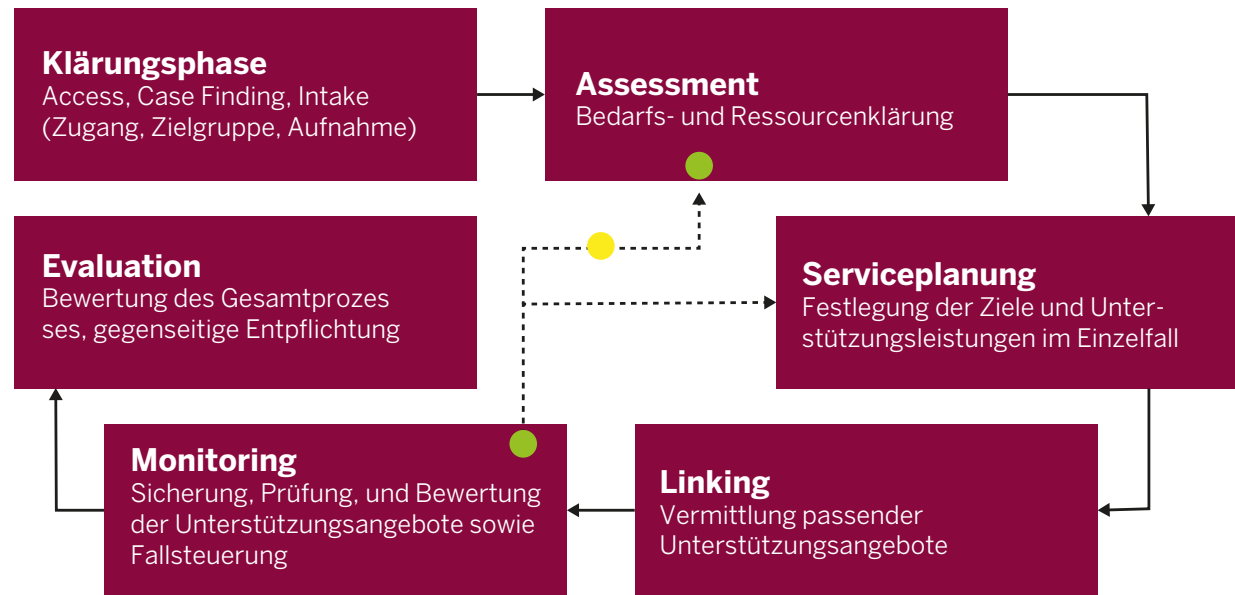 Klärungsphase
Access, Case Finding, Intake
(Zugang, Zielgruppe, Aufnahme)
Assessment
Bedarfs- und Ressourcenklärung
Serviceplanung
Festlegung der Ziele und Unter-
stützungsleistungen im Einzelfall
Linking
Vermittlung passender
Unterstützungsangebote
Monitoring
Sicherung, Prüfung, und Bewertung
der Unterstützungsangebote sowie
Fallsteuerung
Evaluation
Bewertung des Gesamtprozes
ses, gegenseitige Entpflichtung